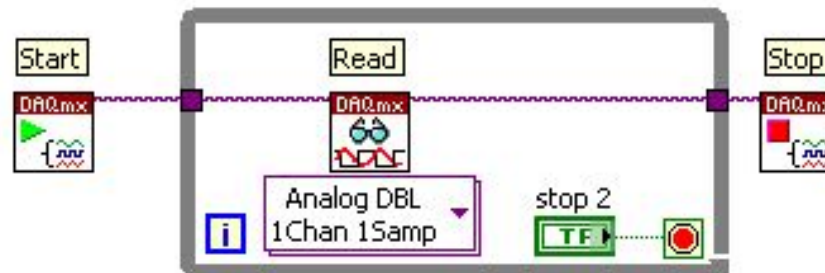 Start
Read
Stop
DAQmx
DAQmx
DAQmx
Analog DBL
1Chan 1Samp
stop 2
i
TF